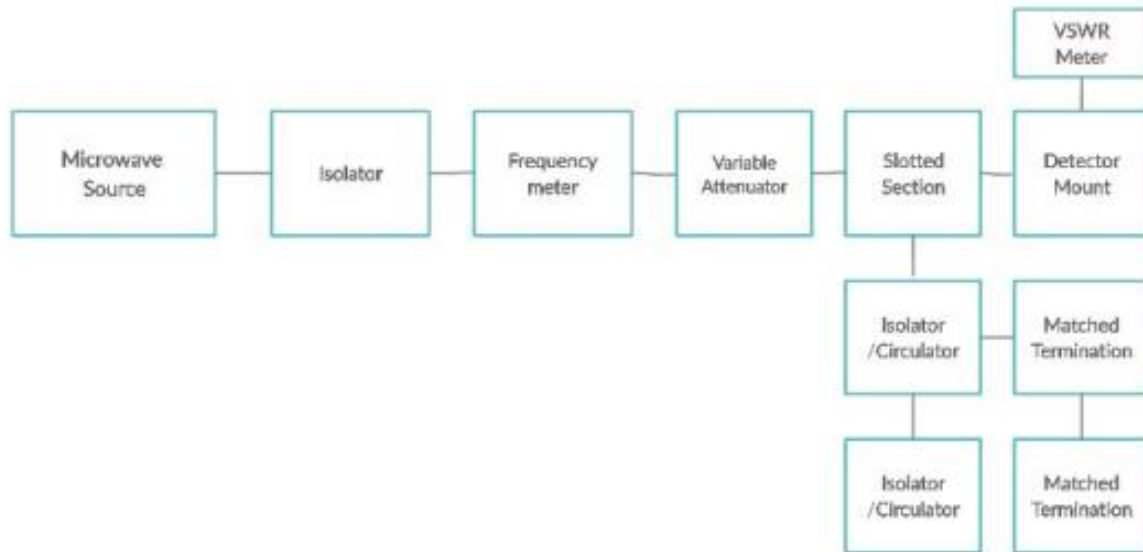 VSWR
Meter
Microwave
Source
Isolator
Frequency
meter
Variable
Attenuator
Slotted
Section
Detector
Mount
Isolator
/Circulator
Matched
Termination
Isolator
/Circulator
Matched
Termination